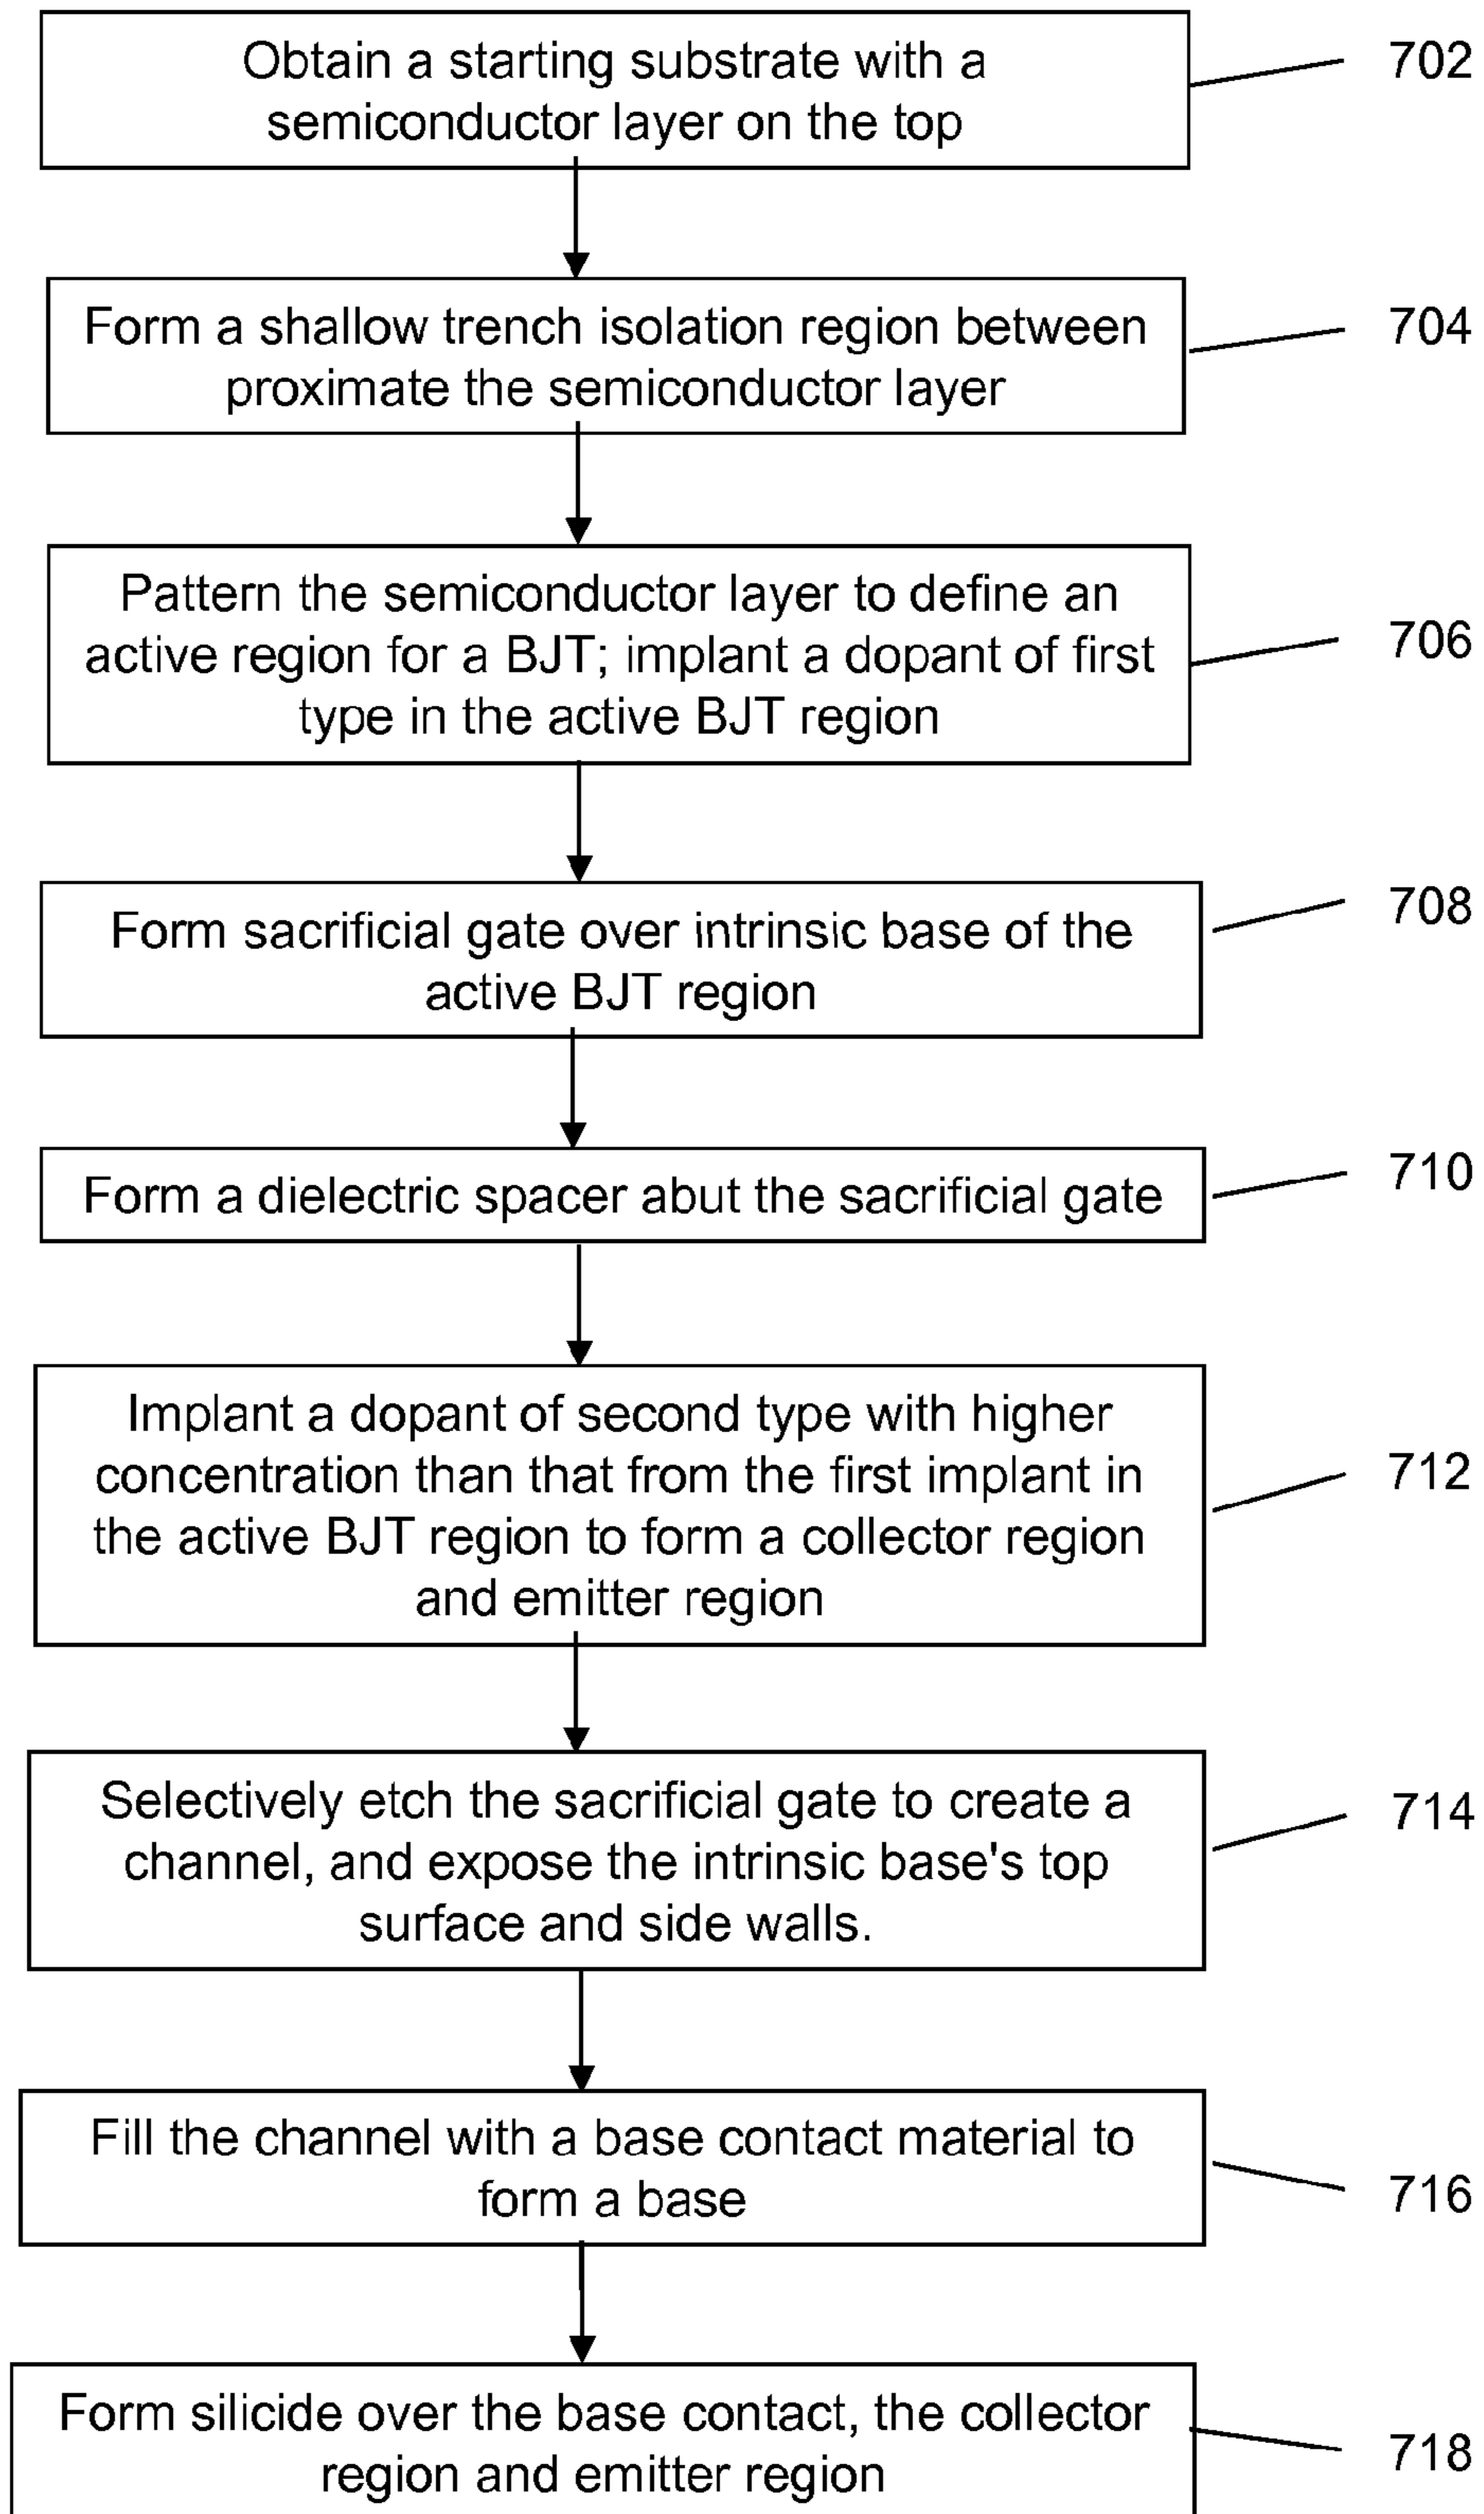 Obtain a starting substrate with a
semiconductor layer on the top
702
Form a shallow trench isolation region between
proximate the semiconductor layer
704
Pattern the semiconductor layer to define an
active region for a BJT; implant a dopant of first
type in the active BJT region
706
Form sacrificial gate over intrinsic base of the
active BJT region
708
Form a dielectric spacer abut the sacrificial gate
710
Implant a dopant of second type with higher
concentration than that from the first implant in
the active BJT region to form a collector region
and emitter region
712
Selectively etch the sacrificial gate to create a
channel, and expose the intrinsic base's top
surface and side walls.
714
Fill the channel with a base contact material to
form a base
716
Form silicide over the base contact, the collector
region and emitter region
718